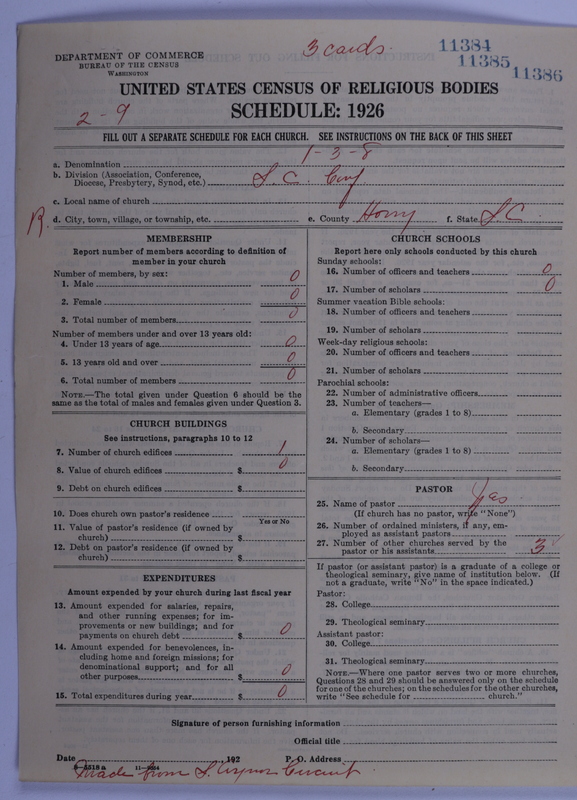 3 cards.
11384
11385
11386
DEPARTMENT OF COMMERCE
BUREAU OF THE CENSUS
WASHINGTON
UNITED STATES CENSUS OF RELIGIOUS BODIES
2-9
SCHEDULE: 1926
FILL OUT A SEPARATE SCHEDULE FOR EACH CHURCH. SEE INSTRUCTIONS ON THE BACK OF THIS SHEET
a. Denomination 1-3-8
b. Division (Association, Conference,
Diocese, Presbytery, Synod, etc.) S. C. Conf
c. Local name of church
R. d. City, town, village, or township, etc. e. County Horry f. State S C
MEMBERSHIP
Report number of members according to definition of
member in your church
Number of members, by sex:
1. Male 0
2. Female 0
3. Total number of members 0
Number of members under and over 13 years old:
4. Under 13 years of age 0
5. 13 years old and over 0
6. Total number of members 0
NOTE.—The total given under Question 6 should be the
same as the total of males and females given under Question 3.
CHURCH BUILDINGS
See instructions, paragraphs 10 to 12
7. Number of church edifices 1
8. Value of church edifices $ 0
9. Debt on church edifices $
10. Does church own pastor's residence
Yes or No
11. Value of pastor's residence (if owned by
church) $
12. Debt on pastor's residence (if owned by
church) $
EXPENDITURES
Amount expended by your church during last fiscal year
13. Amount expended for salaries, repairs,
and other running expenses; for im-
provements or new buildings; and for
payments on church debt $ 0
14. Amount expended for benevolences, in-
cluding home and foreign missions; for
denominational support; and for all
other purposes $ 0
15. Total expenditures during year $ 0
CHURCH SCHOOLS
Report here only schools conducted by this church
Sunday schools:
16. Number of officers and teachers 0
17. Number of scholars 0
Summer vacation Bible schools:
18. Number of officers and teachers
19. Number of scholars
Week-day religious schools:
20. Number of officers and teachers
21. Number of scholars
Parochial schools:
22. Number of administrative officers
23. Number of teachers—
a. Elementary (grades 1 to 8)
b. Secondary
24. Number of scholars—
a. Elementary (grades 1 to 8)
b. Secondary
PASTOR
25. Name of pastor Yes
(If church has no pastor, write "None")
26. Number of ordained ministers, if any, em-
ployed as assistant pastors
27. Number of other churches served by the
pastor or his assistants 3
If pastor (or assistant pastor) is a graduate of a college or
theological seminary, give name of institution below. (If
not a graduate, write "No" in the space indicated.)
Pastor:
28. College
29. Theological seminary
Assistant pastor:
30. College
31. Theological seminary
NOTE.—Where one pastor serves two or more churches,
Questions 28 and 29 should be answered only on the schedule
for one of the churches; on the schedules for the other churches,
write "See schedule for church."
Signature of person furnishing information
Official title
Date , 192 P. O. Address
8-5318a
Made from